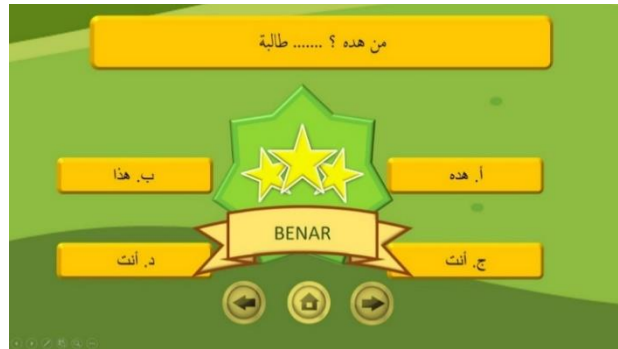 من هده ؟ ....... طالبة
أ. هده
ب. هذا
BENAR
ج. أنت
د. أنت